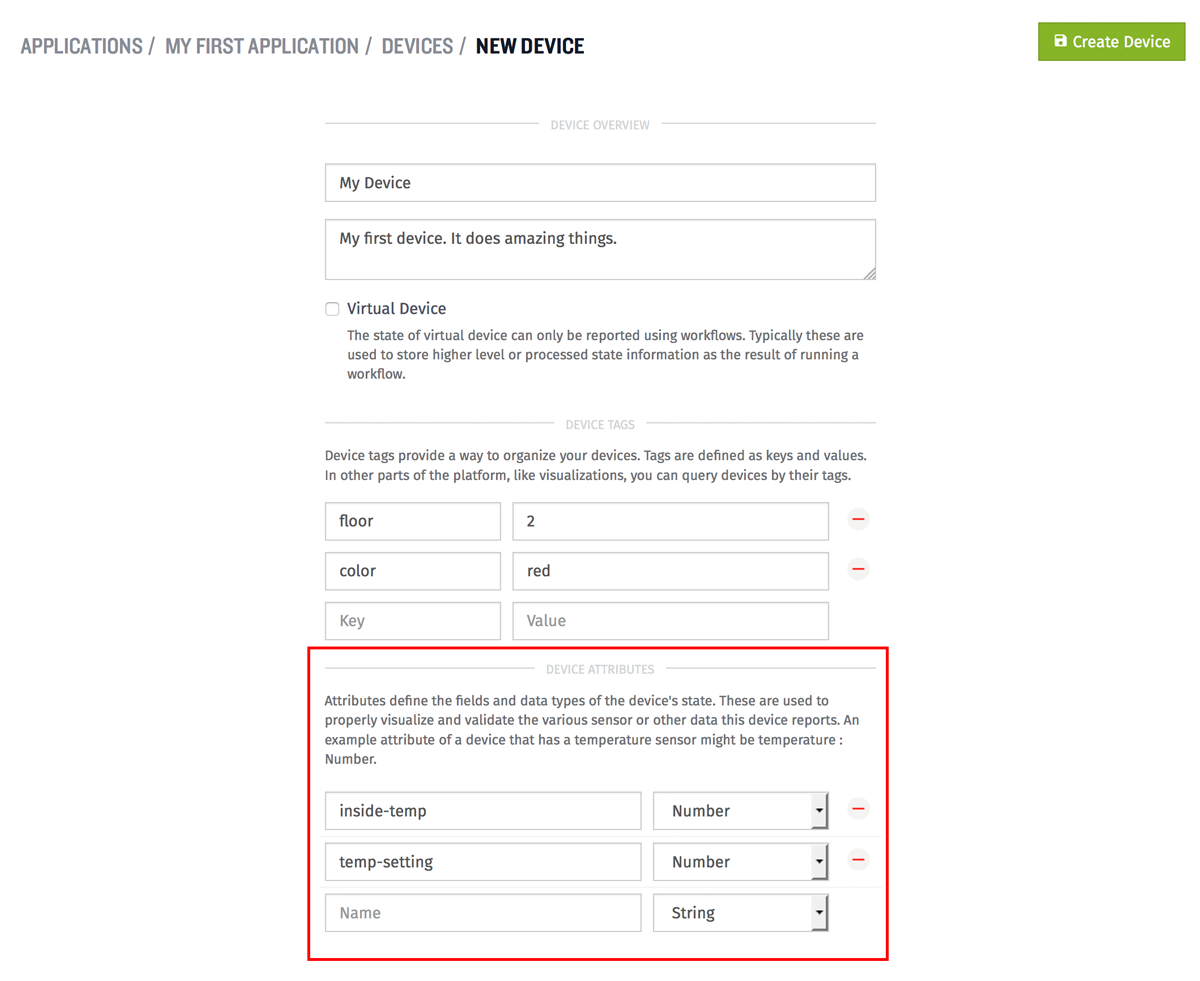 APPLICATIONS / MY FIRST APPLICATION / DEVICES / NEW DEVICE
Create Device
DEVICE OVERVIEW
My Device
My first device. It does amazing things.
Virtual Device
The state of virtual device can only be reported using workflows. Typically these are
used to store higher level or processed state information as the result of running a
workflow.
DEVICE TAGS
Device tags provide a way to organize your devices. Tags are defined as keys and values.
In other parts of the platform, like visualizations, you can query devices by their tags.
floor 2
color red
Key Value
DEVICE ATTRIBUTES
Attributes define the fields and data types of the device's state. These are used to
properly visualize and validate the various sensor or other data this device reports. An
example attribute of a device that has a temperature sensor might be temperature :
Number.
inside-temp Number
temp-setting Number
Name String